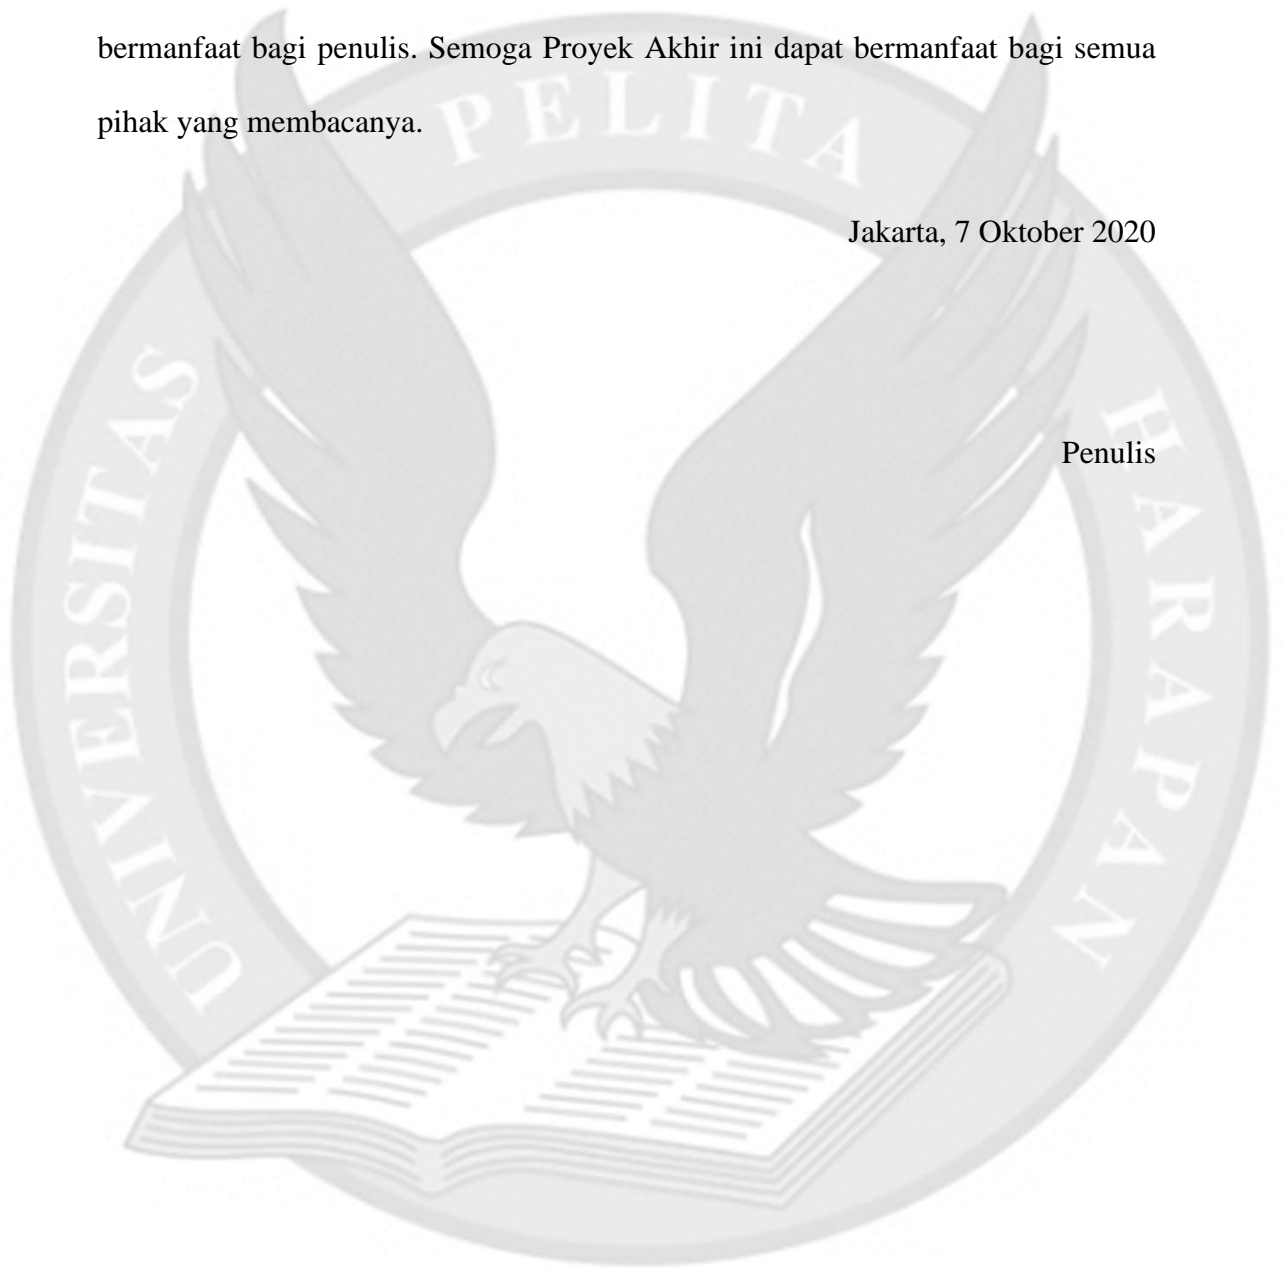 bermanfaat bagi penulis. Semoga Proyek Akhir ini dapat bermanfaat bagi semua
pihak yang membacanya.
Jakarta, 7 Oktober 2020
Penulis
UNIVERSITAS PELITA HARAPAN